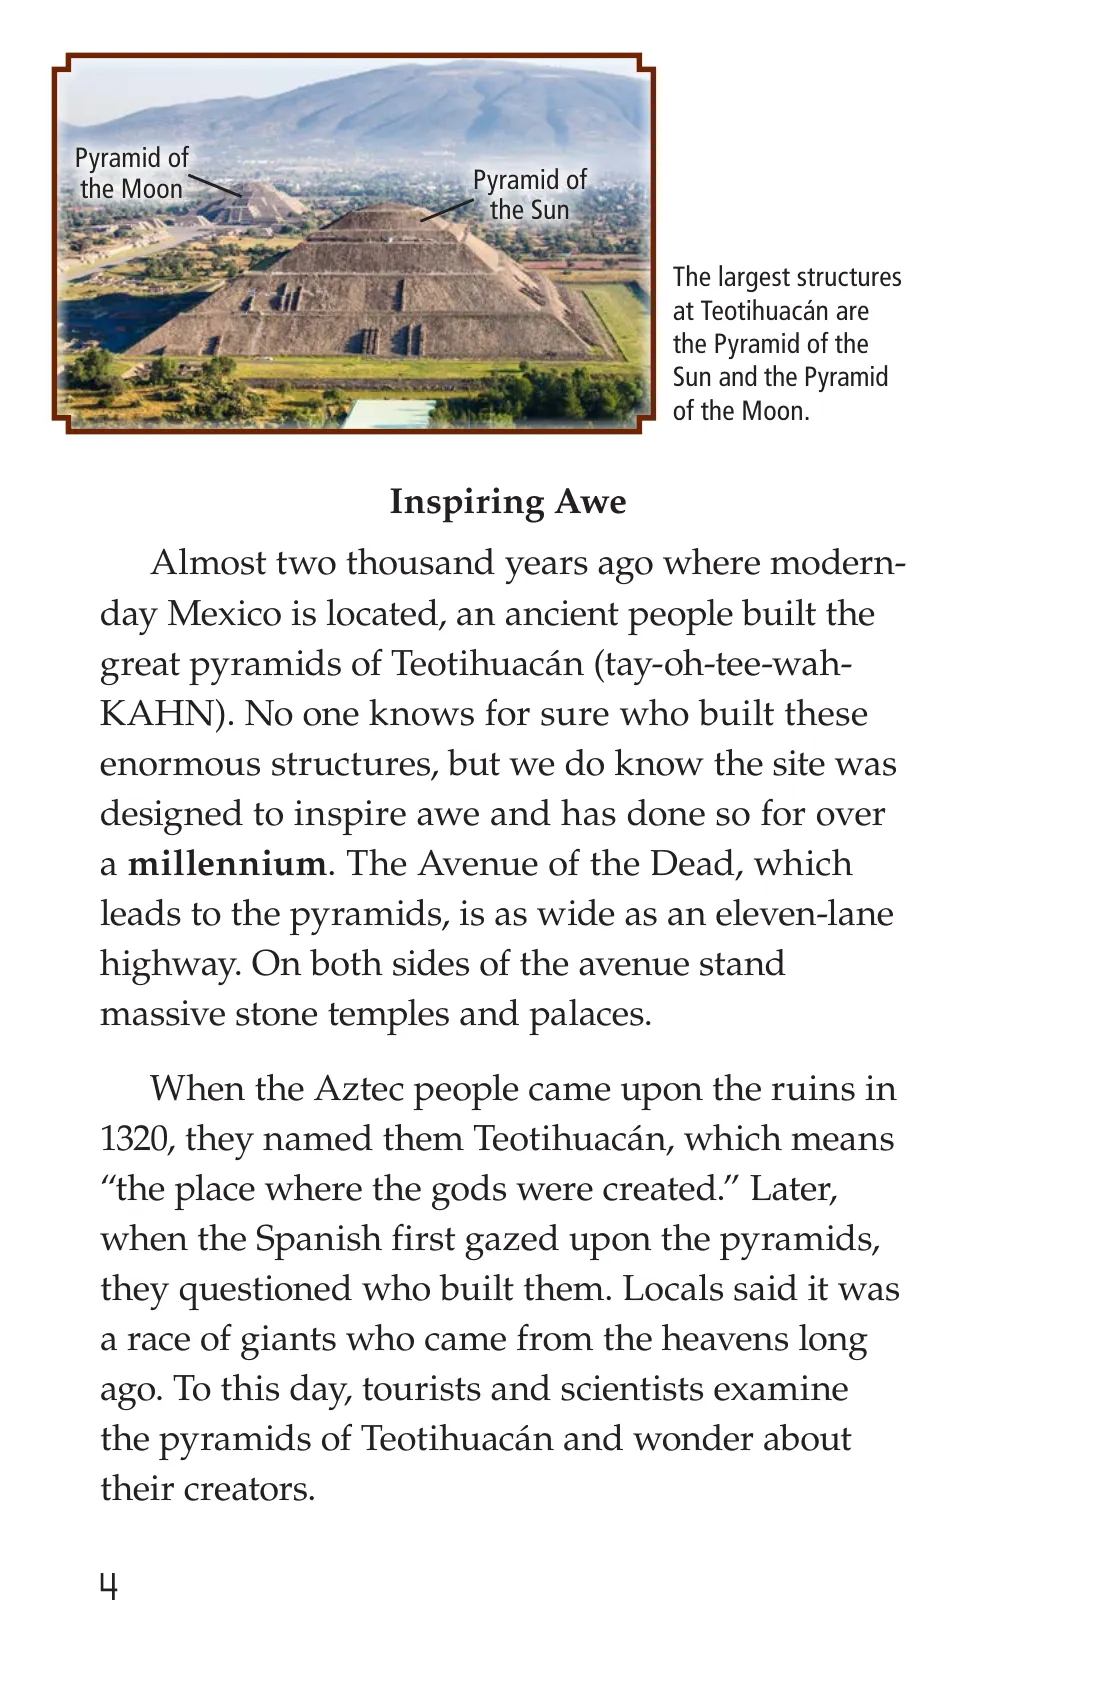 Pyramid of
the Moon
Pyramid of
the Sun
The largest structures
at Teotihuacán are
the Pyramid of the
Sun and the Pyramid
of the Moon.
Inspiring Awe
Almost two thousand years ago where modern-
day Mexico is located, an ancient people built the
great pyramids of Teotihuacán (tay-oh-tee-wah-
KAHN). No one knows for sure who built these
enormous structures, but we do know the site was
designed to inspire awe and has done so for over
a millennium. The Avenue of the Dead, which
leads to the pyramids, is as wide as an eleven-lane
highway. On both sides of the avenue stand
massive stone temples and palaces.
When the Aztec people came upon the ruins in
1320, they named them Teotihuacán, which means
“the place where the gods were created.” Later,
when the Spanish first gazed upon the pyramids,
they questioned who built them. Locals said it was
a race of giants who came from the heavens long
ago. To this day, tourists and scientists examine
the pyramids of Teotihuacán and wonder about
their creators.
4